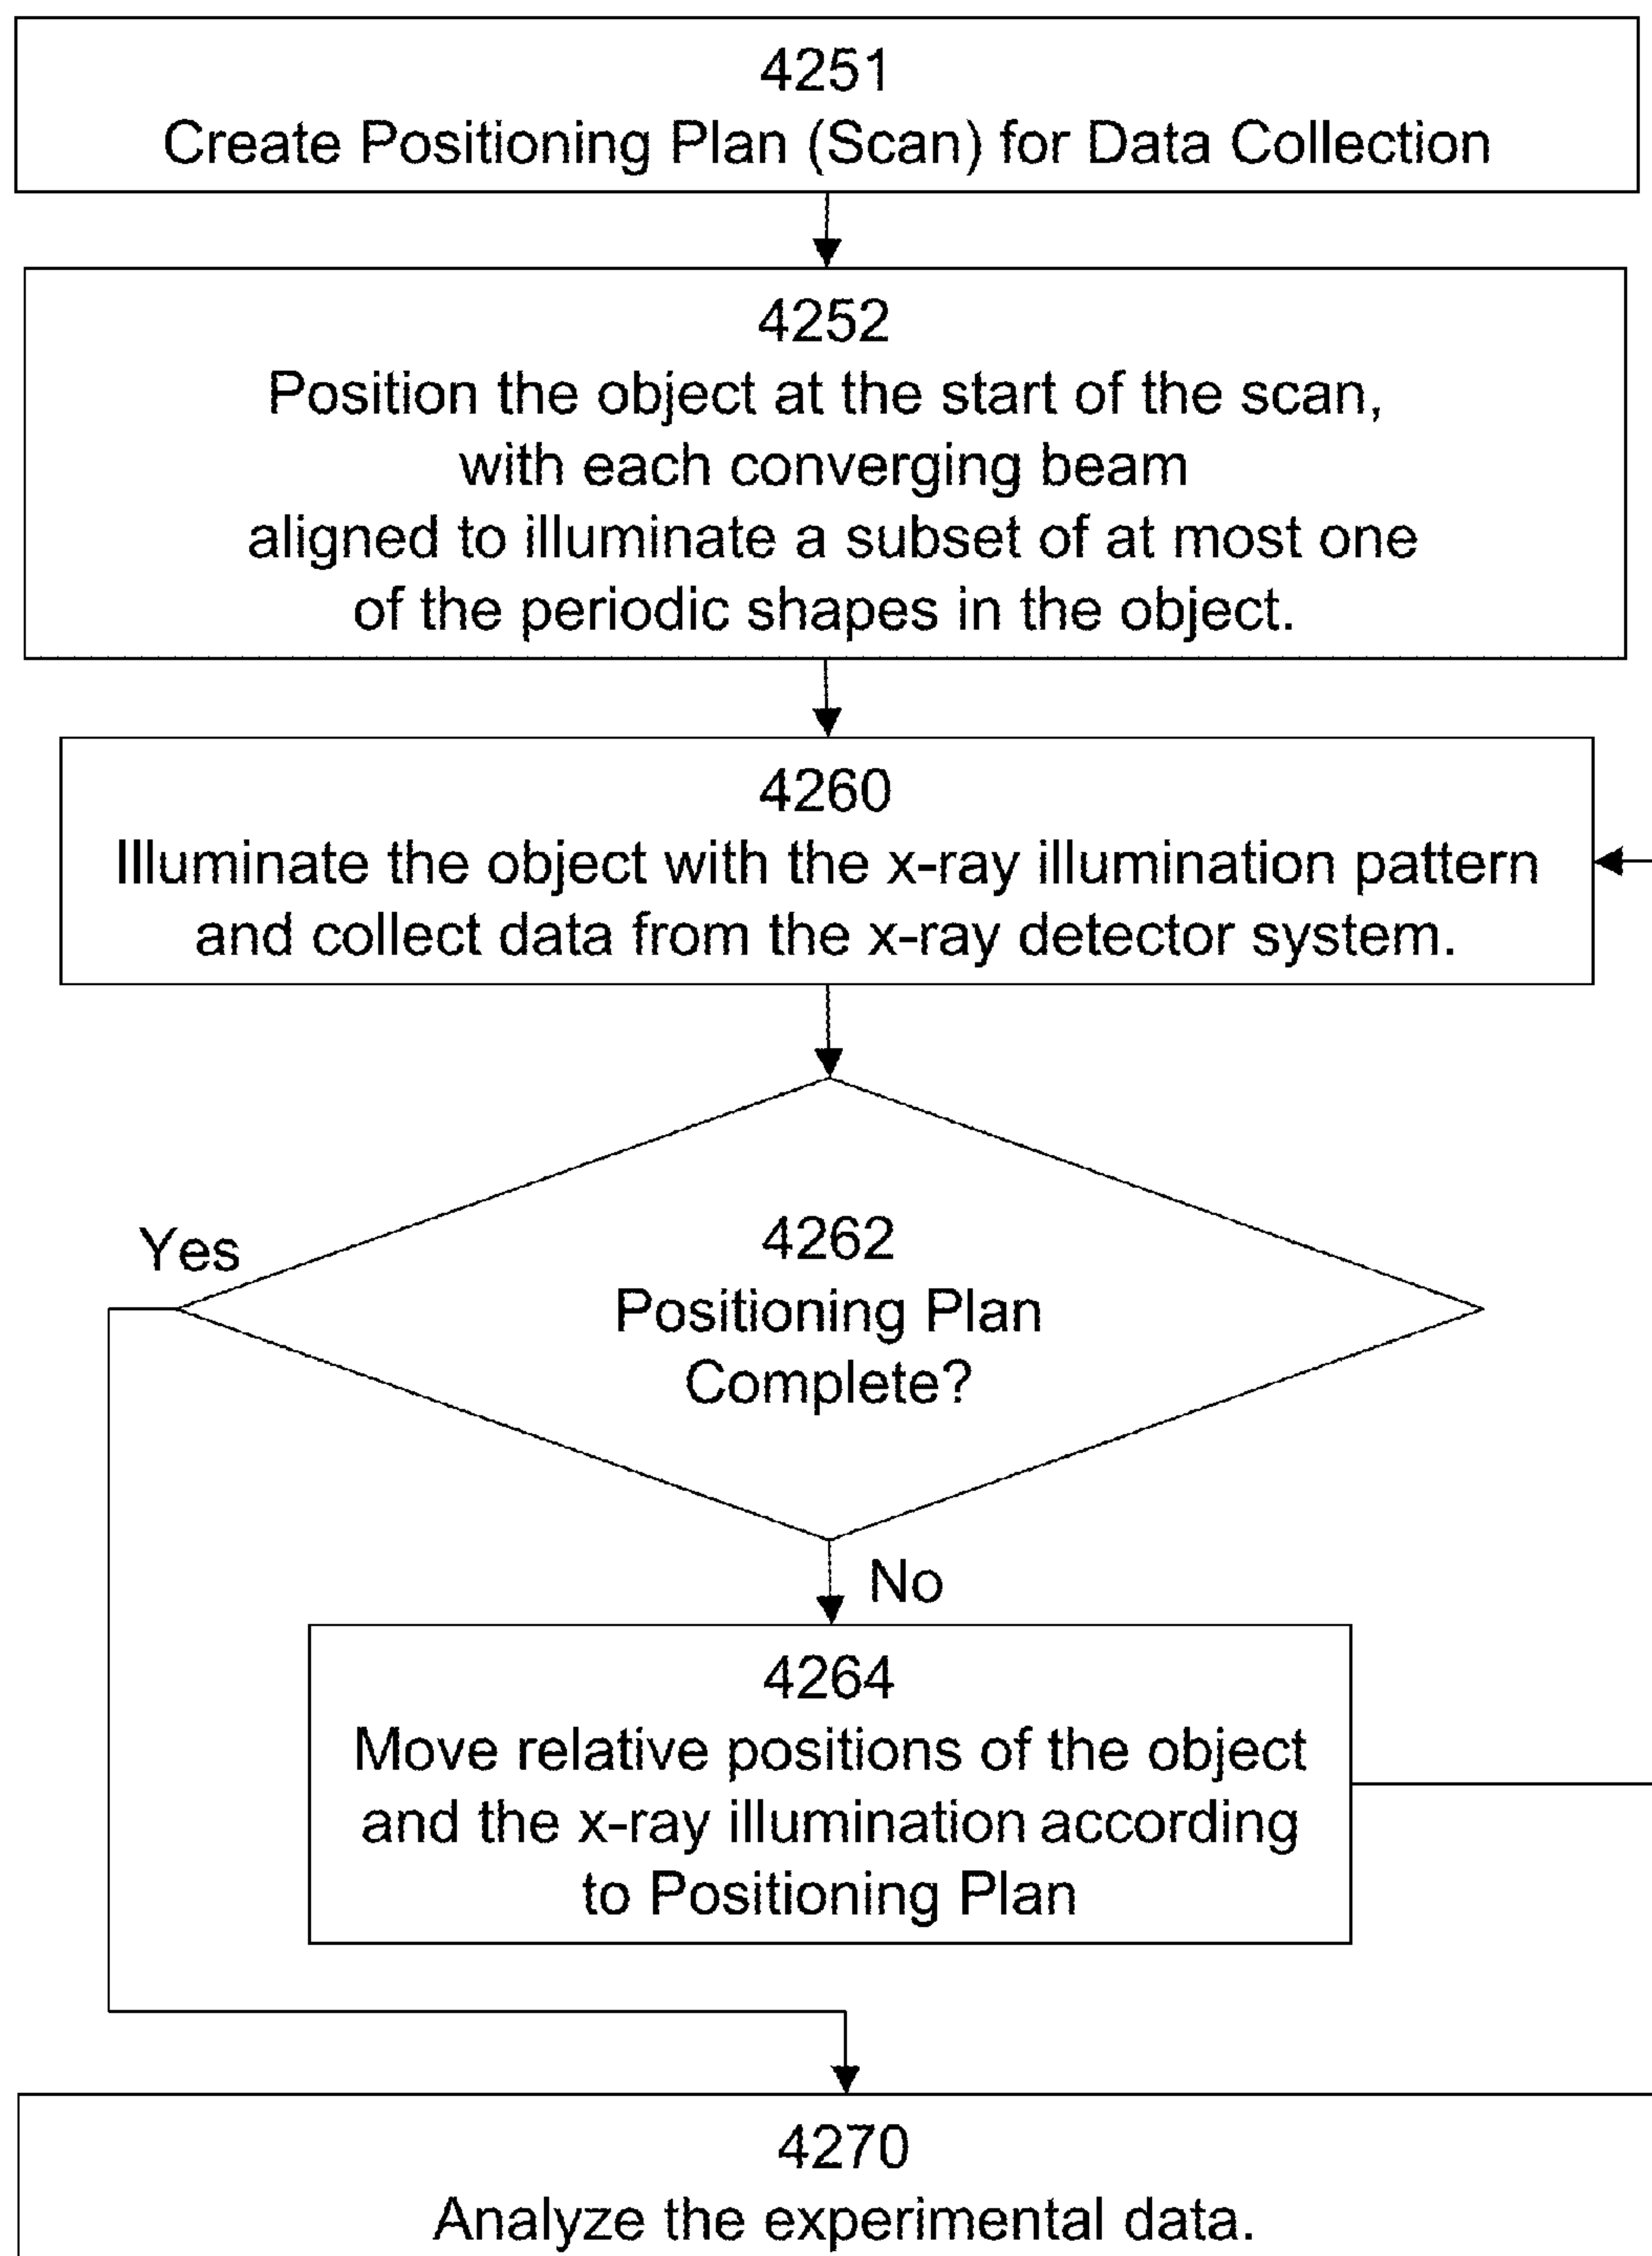 4251
Create Positioning Plan (Scan) for Data Collection
4252
Position the object at the start of the scan,
with each converging beam
aligned to illuminate a subset of at most one
of the periodic shapes in the object.
4260
Illuminate the object with the x-ray illumination pattern
and collect data from the x-ray detector system.
Yes
4262
Positioning Plan
Complete?
No
4264
Move relative positions of the object
and the x-ray illumination according
to Positioning Plan
4270
Analyze the experimental data.